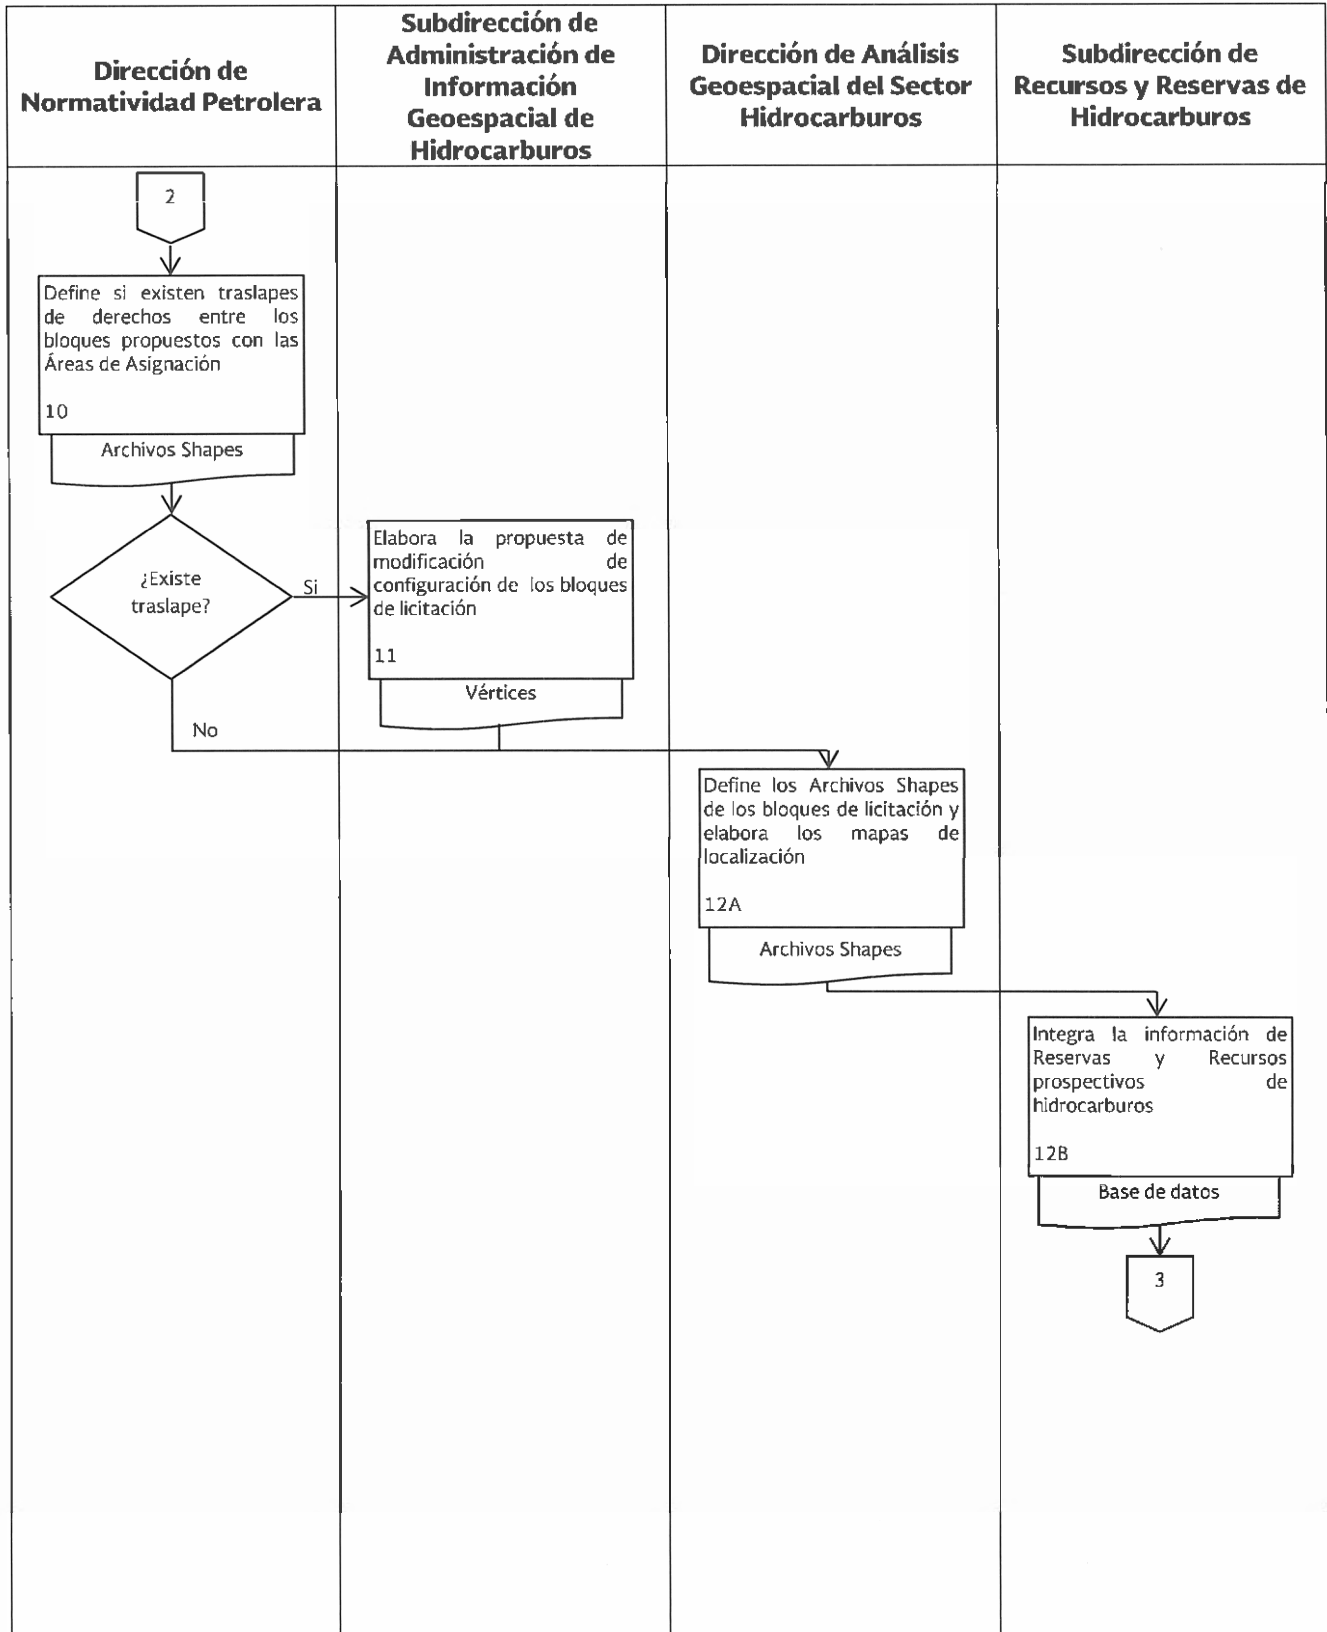 Dirección de
Normatividad Petrolera
Subdirección de
Administración de
Información
Geoespacial de
Hidrocarburos
Dirección de Análisis
Geoespacial del Sector
Hidrocarburos
Subdirección de
Recursos y Reservas de
Hidrocarburos
2
Define si existen traslapes
de derechos entre los
bloques propuestos con las
Áreas de Asignación
10
Archivos Shapes
¿Existe
traslape?
Si
No
Elabora la propuesta de
modificación de
configuración de los bloques
de licitación
11
Vértices
Define los Archivos Shapes
de los bloques de licitación y
elabora los mapas de
localización
12A
Archivos Shapes
Integra la información de
Reservas y Recursos
prospectivos de
hidrocarburos
12B
Base de datos
3